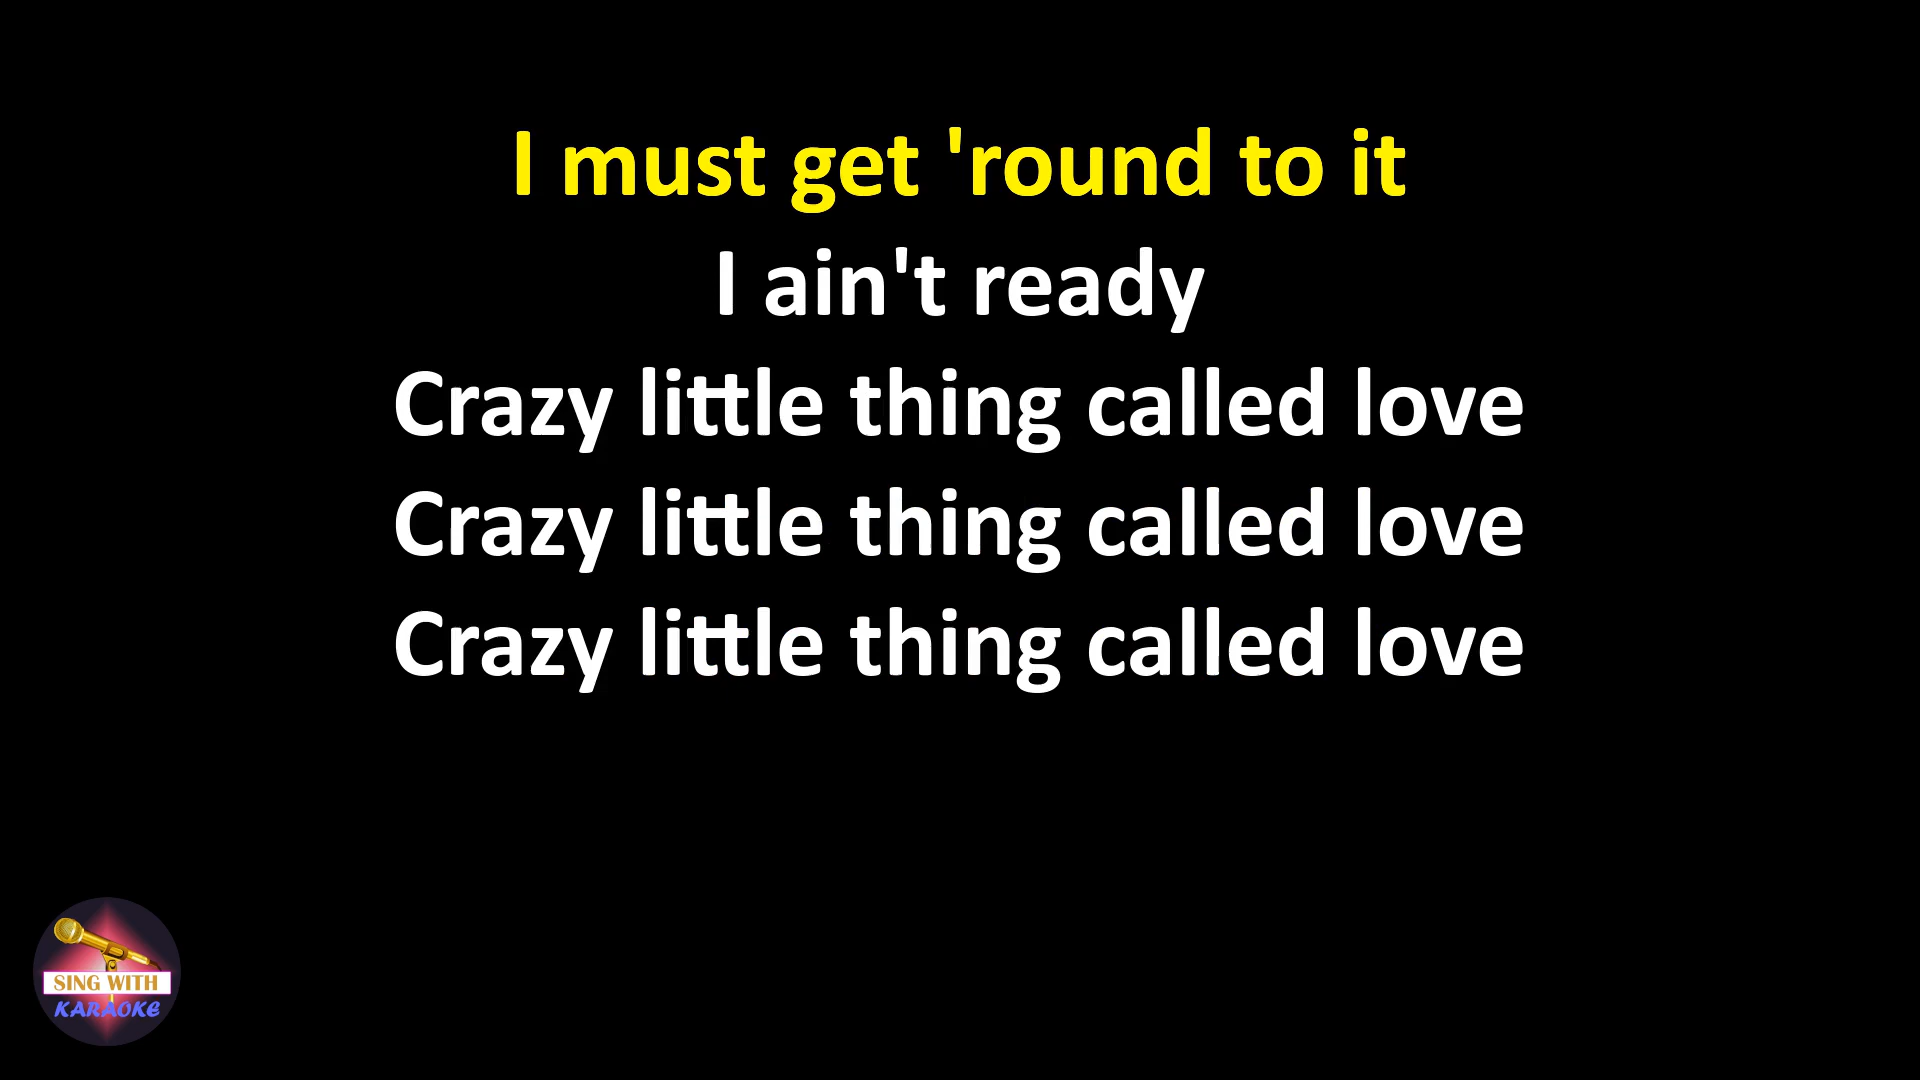 I must get 'round to it
I ain't ready
Crazy little thing called love
Crazy little thing called love
Crazy little thing called love
SING WITH
KARAOKE